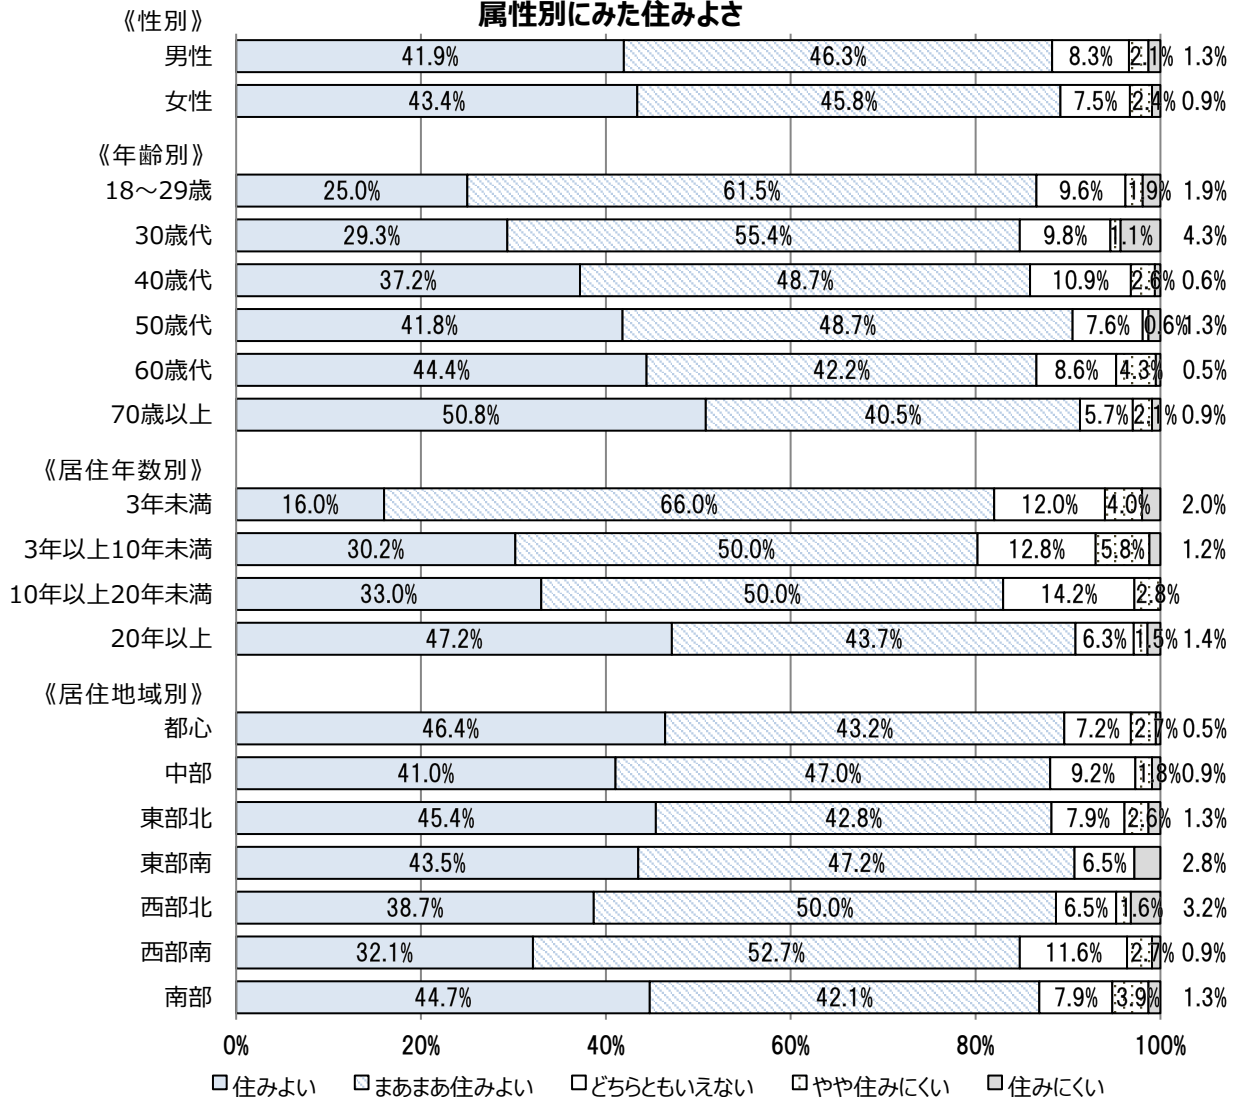 属性別にみた住みよさ
《性別》
男性 41.9% 46.3% 8.3% 2.1% 1.3%
女性 43.4% 45.8% 7.5% 2.4% 0.9%
《年齢別》
18～29歳 25.0% 61.5% 9.6% 1.9% 1.9%
30歳代 29.3% 55.4% 9.8% 1.1% 4.3%
40歳代 37.2% 48.7% 10.9% 2.6% 0.6%
50歳代 41.8% 48.7% 7.6% 0.6% 1.3%
60歳代 44.4% 42.2% 8.6% 4.3% 0.5%
70歳以上 50.8% 40.5% 5.7% 2.1% 0.9%
《居住年数別》
3年未満 16.0% 66.0% 12.0% 4.0% 2.0%
3年以上10年未満 30.2% 50.0% 12.8% 5.8% 1.2%
10年以上20年未満 33.0% 50.0% 14.2% 2.8%
20年以上 47.2% 43.7% 6.3% 1.5% 1.4%
《居住地域別》
都心 46.4% 43.2% 7.2% 2.7% 0.5%
中部 41.0% 47.0% 9.2% 1.8% 0.9%
東部北 45.4% 42.8% 7.9% 2.6% 1.3%
東部南 43.5% 47.2% 6.5% 2.8%
西部北 38.7% 50.0% 6.5% 1.6% 3.2%
西部南 32.1% 52.7% 11.6% 2.7% 0.9%
南部 44.7% 42.1% 7.9% 3.9% 1.3%
0% 20% 40% 60% 80% 100%
住みよい まあまあ住みよい どちらともいえない やや住みにくい 住みにくい